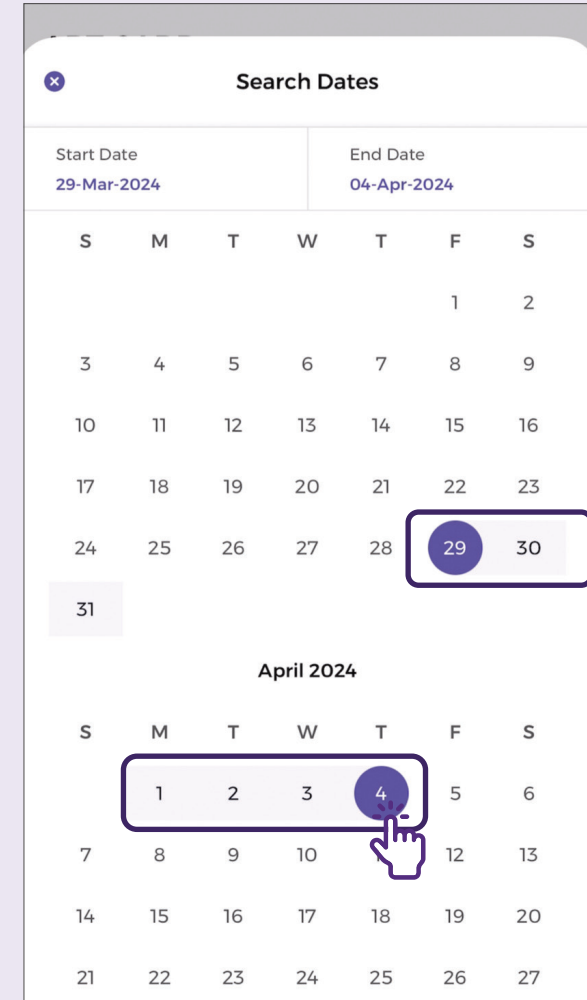 Search Dates
Start Date End Date
29-Mar-2024 04-Apr-2024
S M T W T F S
1 2
3 4 5 6 7 8 9
10 11 12 13 14 15 16
17 18 19 20 21 22 23
24 25 26 27 28 29 30
31
April 2024
S M T W T F S
1 2 3 4 5 6
7 8 9 10 12 13
14 15 16 17 18 19 20
21 22 23 24 25 26 27